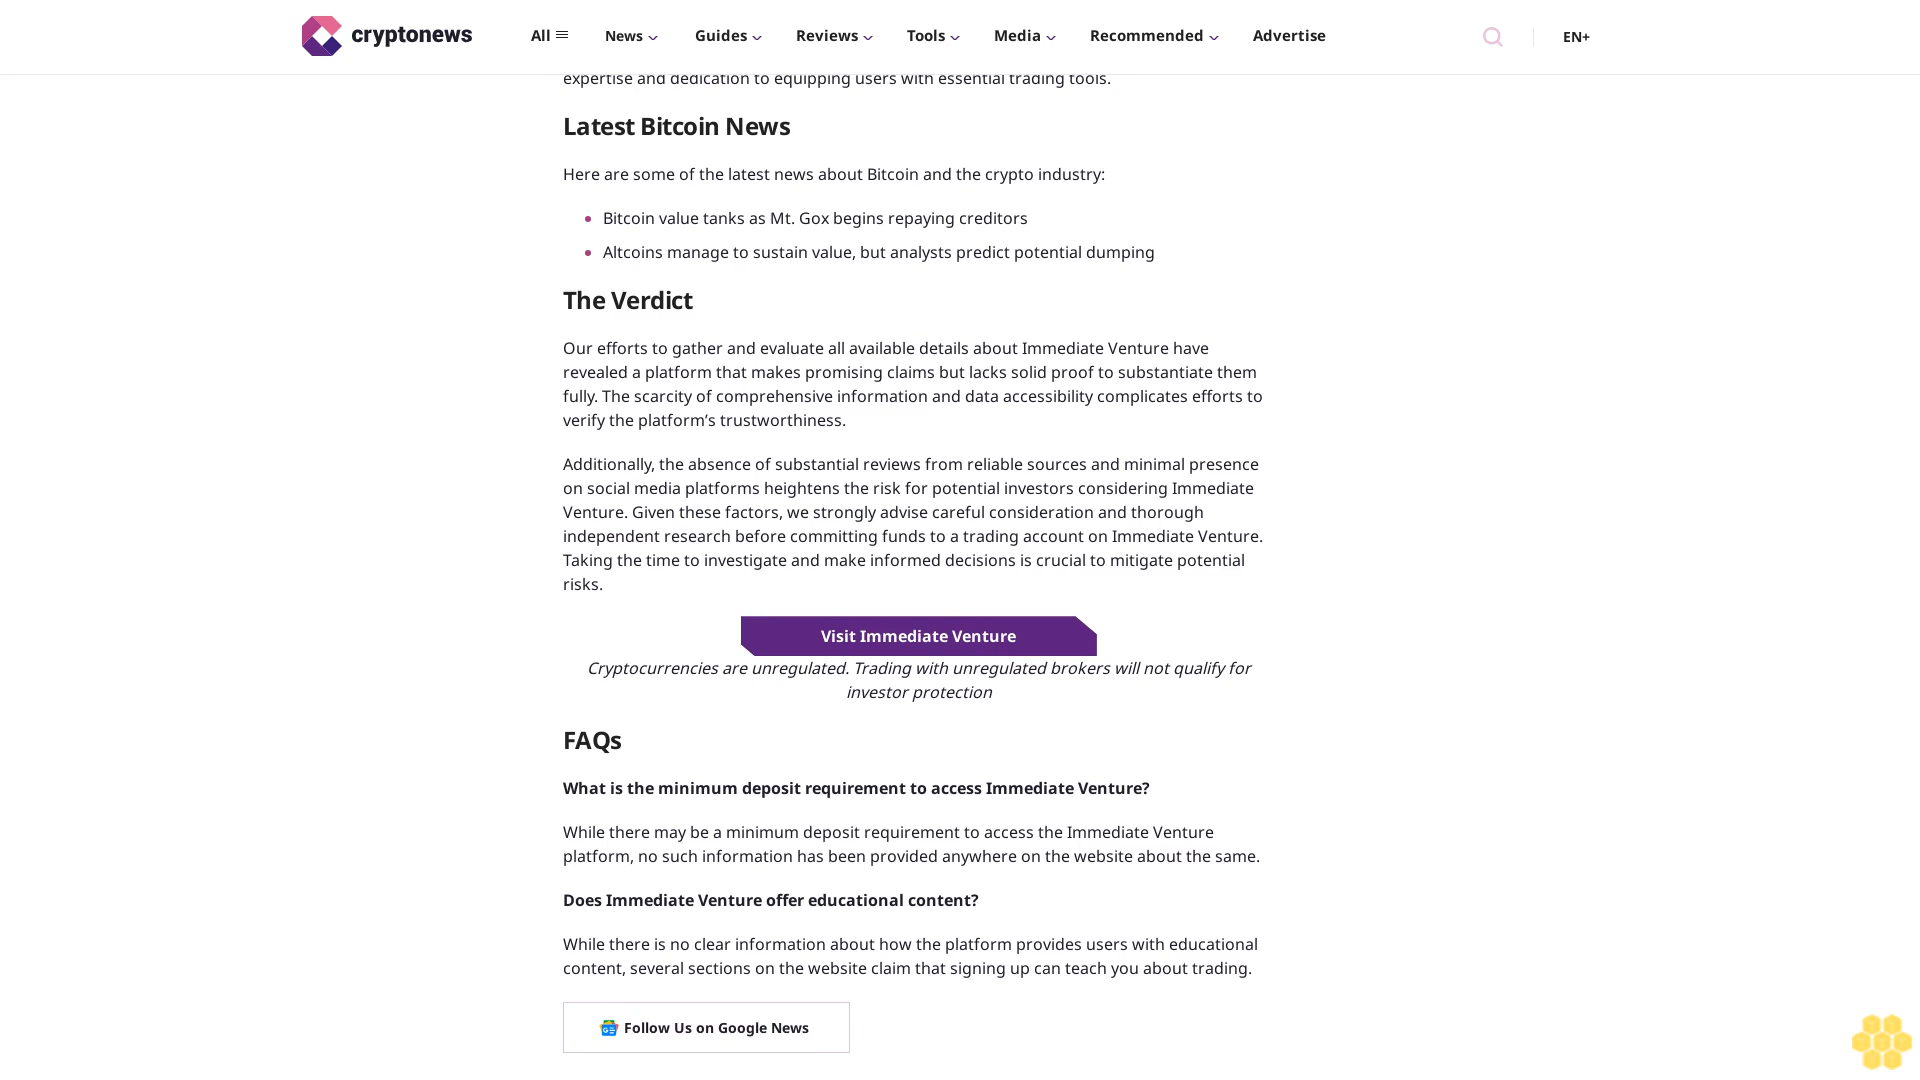 cryptonews
All
News
Guides
Reviews
Tools
Media
Recommended
Advertise
EN+
expertise and dedication to equipping users with essential trading tools.
Latest Bitcoin News
Here are some of the latest news about Bitcoin and the crypto industry:
Bitcoin value tanks as Mt. Gox begins repaying creditors
Altcoins manage to sustain value, but analysts predict potential dumping
The Verdict
Our efforts to gather and evaluate all available details about Immediate Venture have
revealed a platform that makes promising claims but lacks solid proof to substantiate them
fully. The scarcity of comprehensive information and data accessibility complicates efforts to
verify the platform’s trustworthiness.
Additionally, the absence of substantial reviews from reliable sources and minimal presence
on social media platforms heightens the risk for potential investors considering Immediate
Venture. Given these factors, we strongly advise careful consideration and thorough
independent research before committing funds to a trading account on Immediate Venture.
Taking the time to investigate and make informed decisions is crucial to mitigate potential
risks.
Visit Immediate Venture
Cryptocurrencies are unregulated. Trading with unregulated brokers will not qualify for
investor protection
FAQs
What is the minimum deposit requirement to access Immediate Venture?
While there may be a minimum deposit requirement to access the Immediate Venture
platform, no such information has been provided anywhere on the website about the same.
Does Immediate Venture offer educational content?
While there is no clear information about how the platform provides users with educational
content, several sections on the website claim that signing up can teach you about trading.
Follow Us on Google News